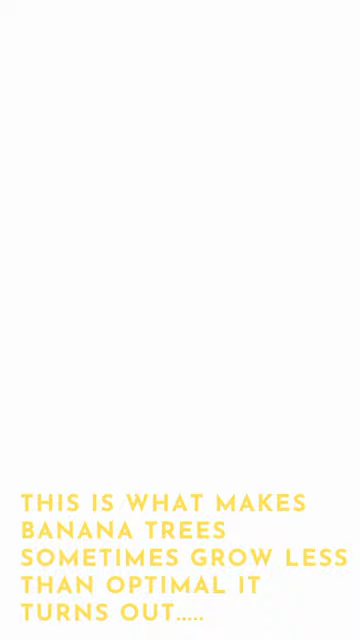 THIS IS WHAT MAKES
BANANA TREES
SOMETIMES GROW LESS
THAN OPTIMAL IT
TURNS OUT.....